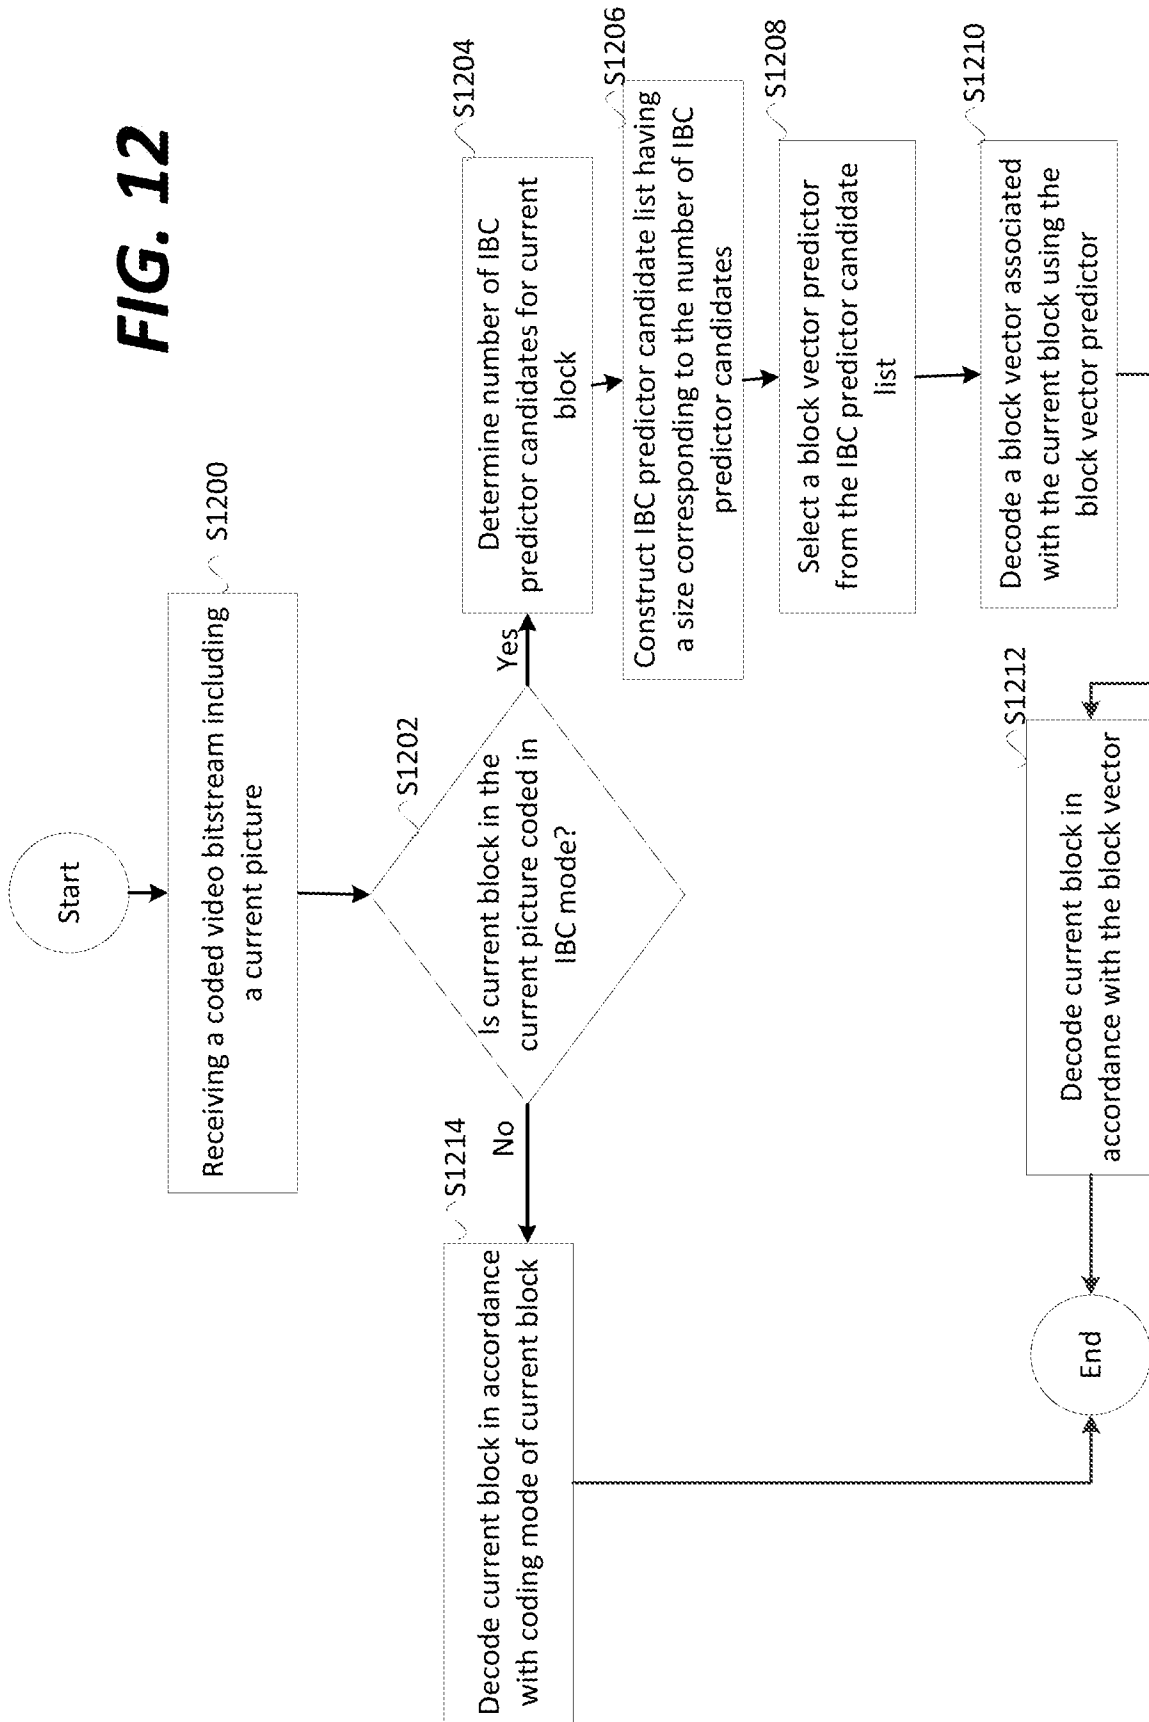 FIG. 12
Start
S1200
Receiving a coded video bitstream including
a current picture
S1202
Is current block in the
current picture coded in
IBC mode?
Yes
No
S1204
Determine number of IBC
predictor candidates for current
block
S1206
Construct IBC predictor candidate list having
a size corresponding to the number of IBC
predictor candidates
S1208
Select a block vector predictor
from the IBC predictor candidate
list
S1210
Decode a block vector associated
with the current block using the
block vector predictor
S1212
Decode current block in
accordance with the block vector
S1214
Decode current block in accordance
with coding mode of current block
End